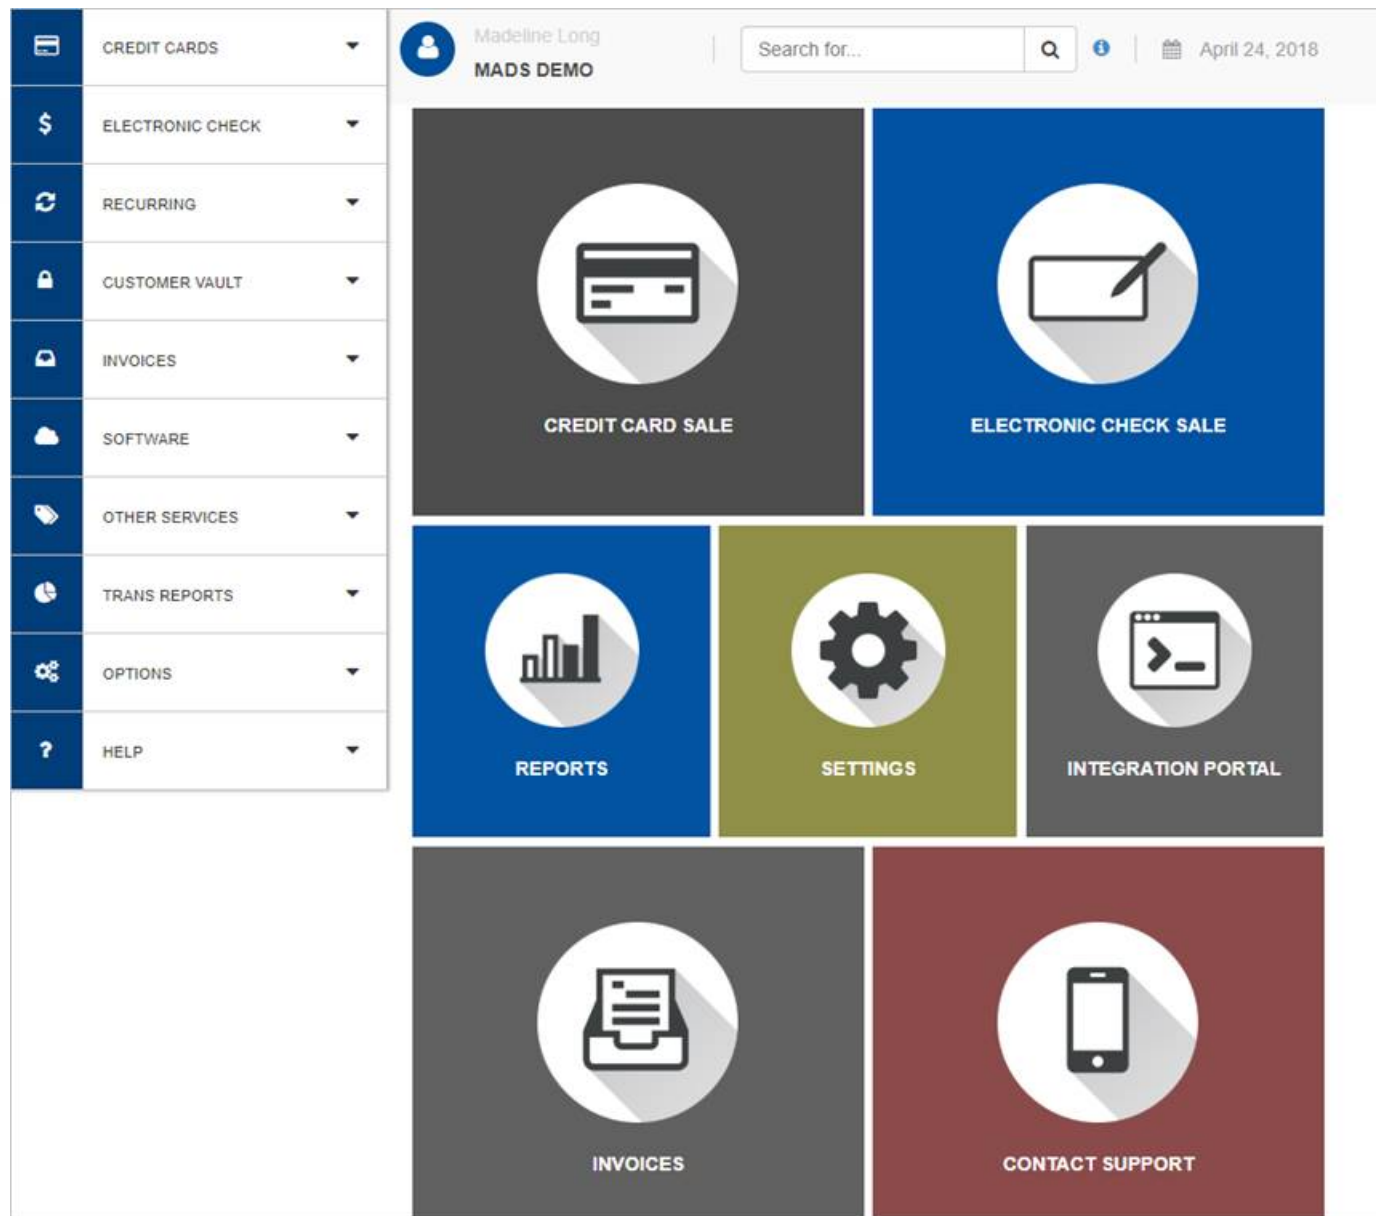 CREDIT CARDS
ELECTRONIC CHECK
RECURRING
CUSTOMER VAULT
INVOICES
SOFTWARE
OTHER SERVICES
TRANS REPORTS
OPTIONS
HELP
Madeline Long
MADS DEMO
Search for...
April 24, 2018
CREDIT CARD SALE
ELECTRONIC CHECK SALE
REPORTS
SETTINGS
INTEGRATION PORTAL
INVOICES
CONTACT SUPPORT